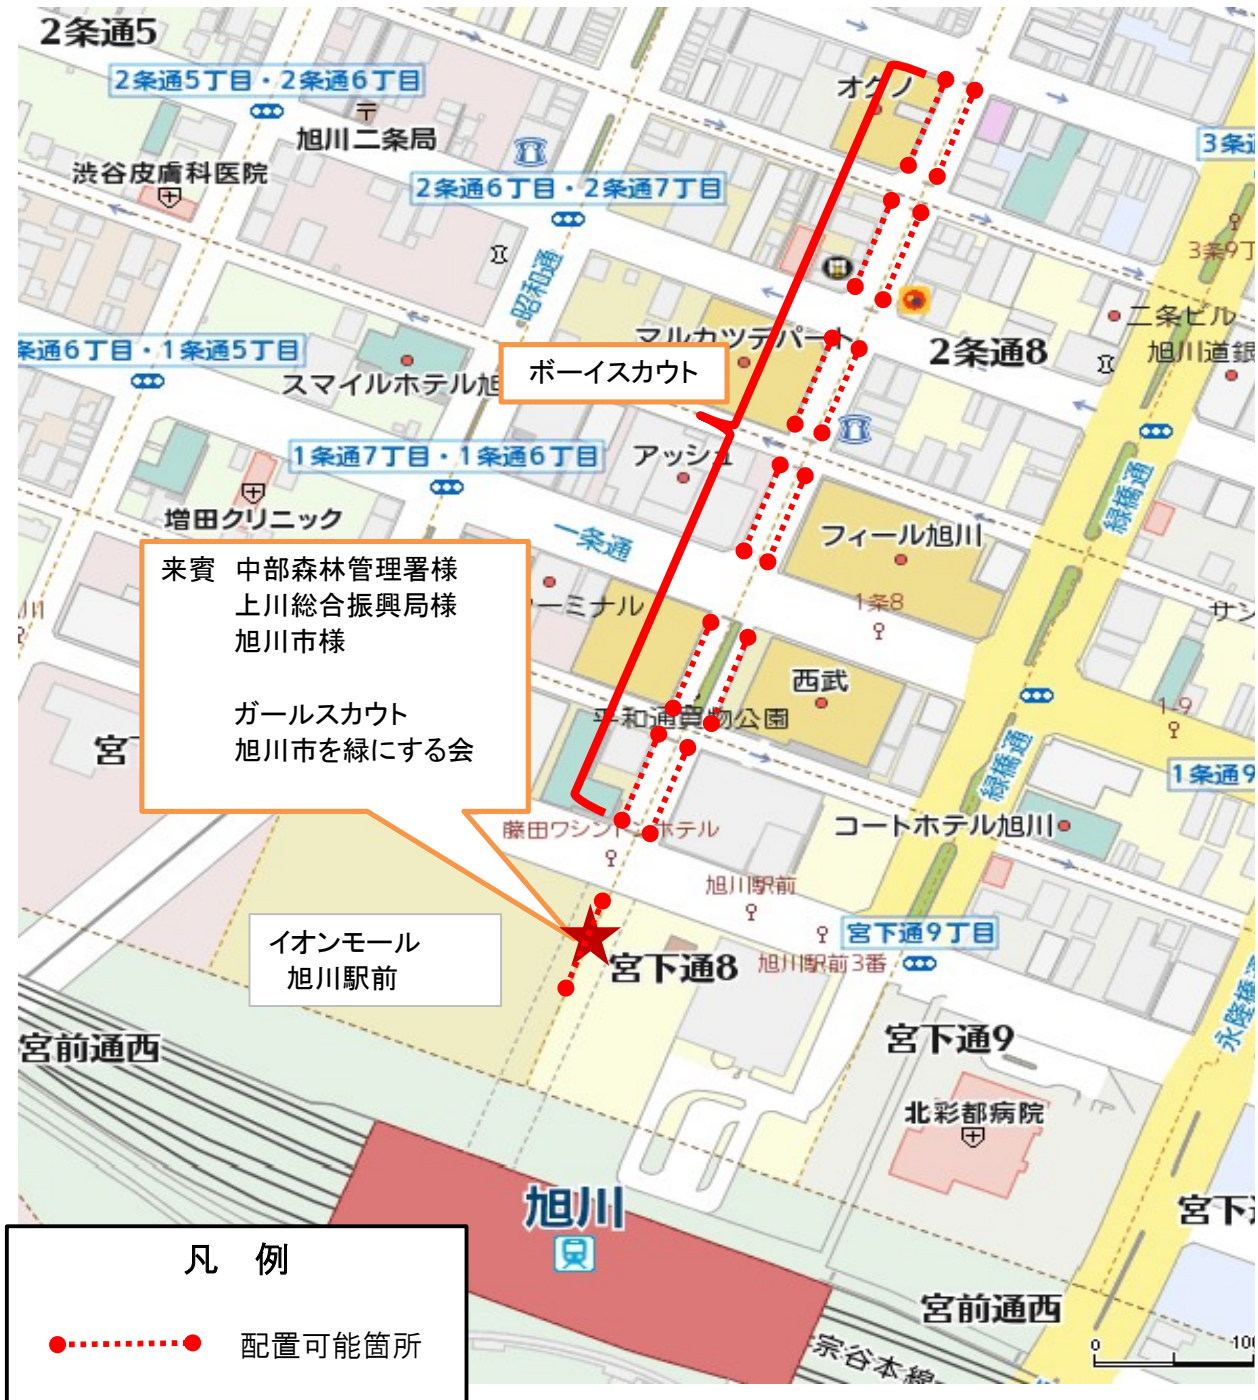 2条通5
2条通5丁目・2条通6丁目
オクノ
旭川二条局
渋谷皮膚科医院
2条通6丁目・2条通7丁目
3条通
3条9丁
昭和通
二条ビル
マルカツデパート
2条通8
旭川道銀
条通6丁目・1条通5丁目
スマイルホテル旭
ボーイスカウト
1条通7丁目・1条通6丁目
アッシュ
緑橋通
増田クリニック
一条通
フィール旭川
来賓 中部森林管理署様
上川総合振興局様
旭川市様
ガールスカウト
旭川市を緑にする会
ーミナル
1条8
サン
西武
平和通買物公園
1-9
宮下
緑橋通
1条通9
藤田ワシントンホテル
コートホテル旭川
旭川駅前
宮下通9丁目
イオンモール
旭川駅前
宮下通8
旭川駅前3番
永隆橋通
宮前通西
宮下通9
北彩都病院
旭川
宮下通
凡 例
配置可能箇所
宮前通西
宗谷本線
0
100